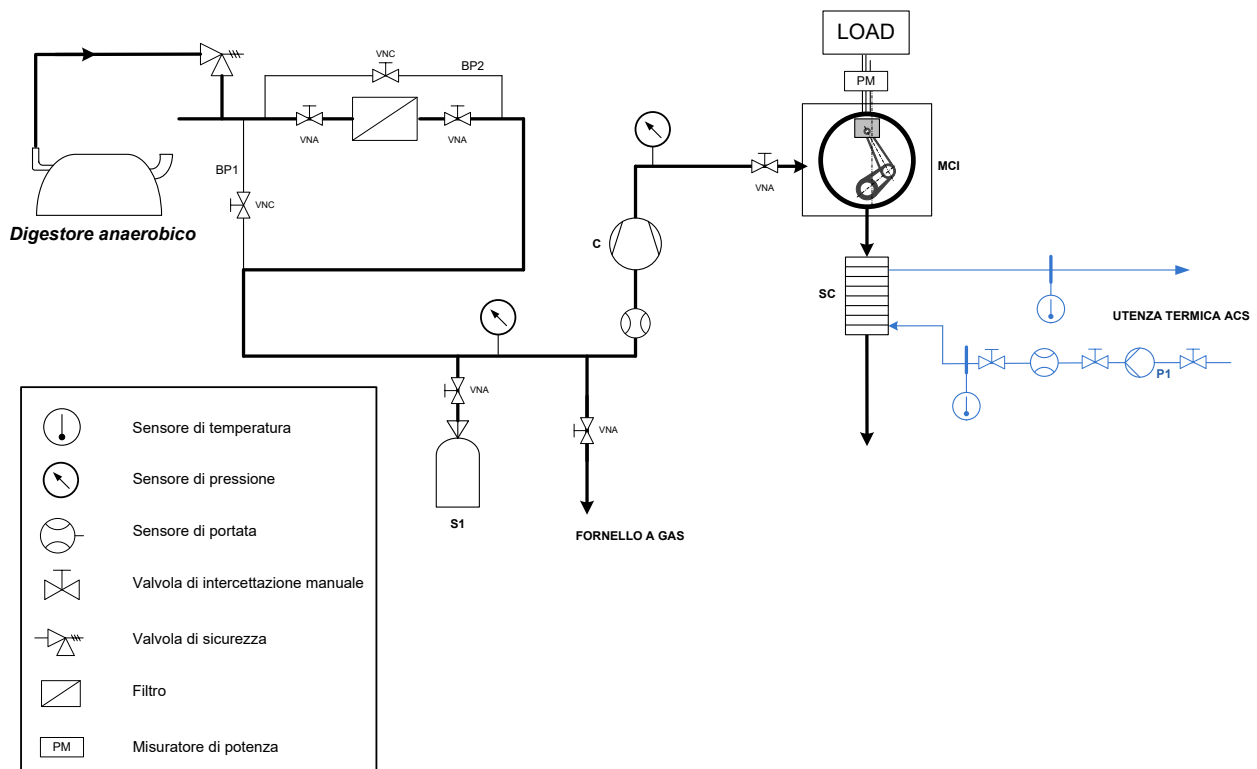 LOAD
PM
VNC
BP2
VNA
VNA
BP1
VNC
Digestore anaerobico
VNA
MCI
C
SC
UTENZA TERMICA ACS
P1
VNA
VNA
S1
FORNELLO A GAS
Sensore di temperatura
Sensore di pressione
Sensore di portata
Valvola di intercettazione manuale
Valvola di sicurezza
Filtro
PM
Misuratore di potenza